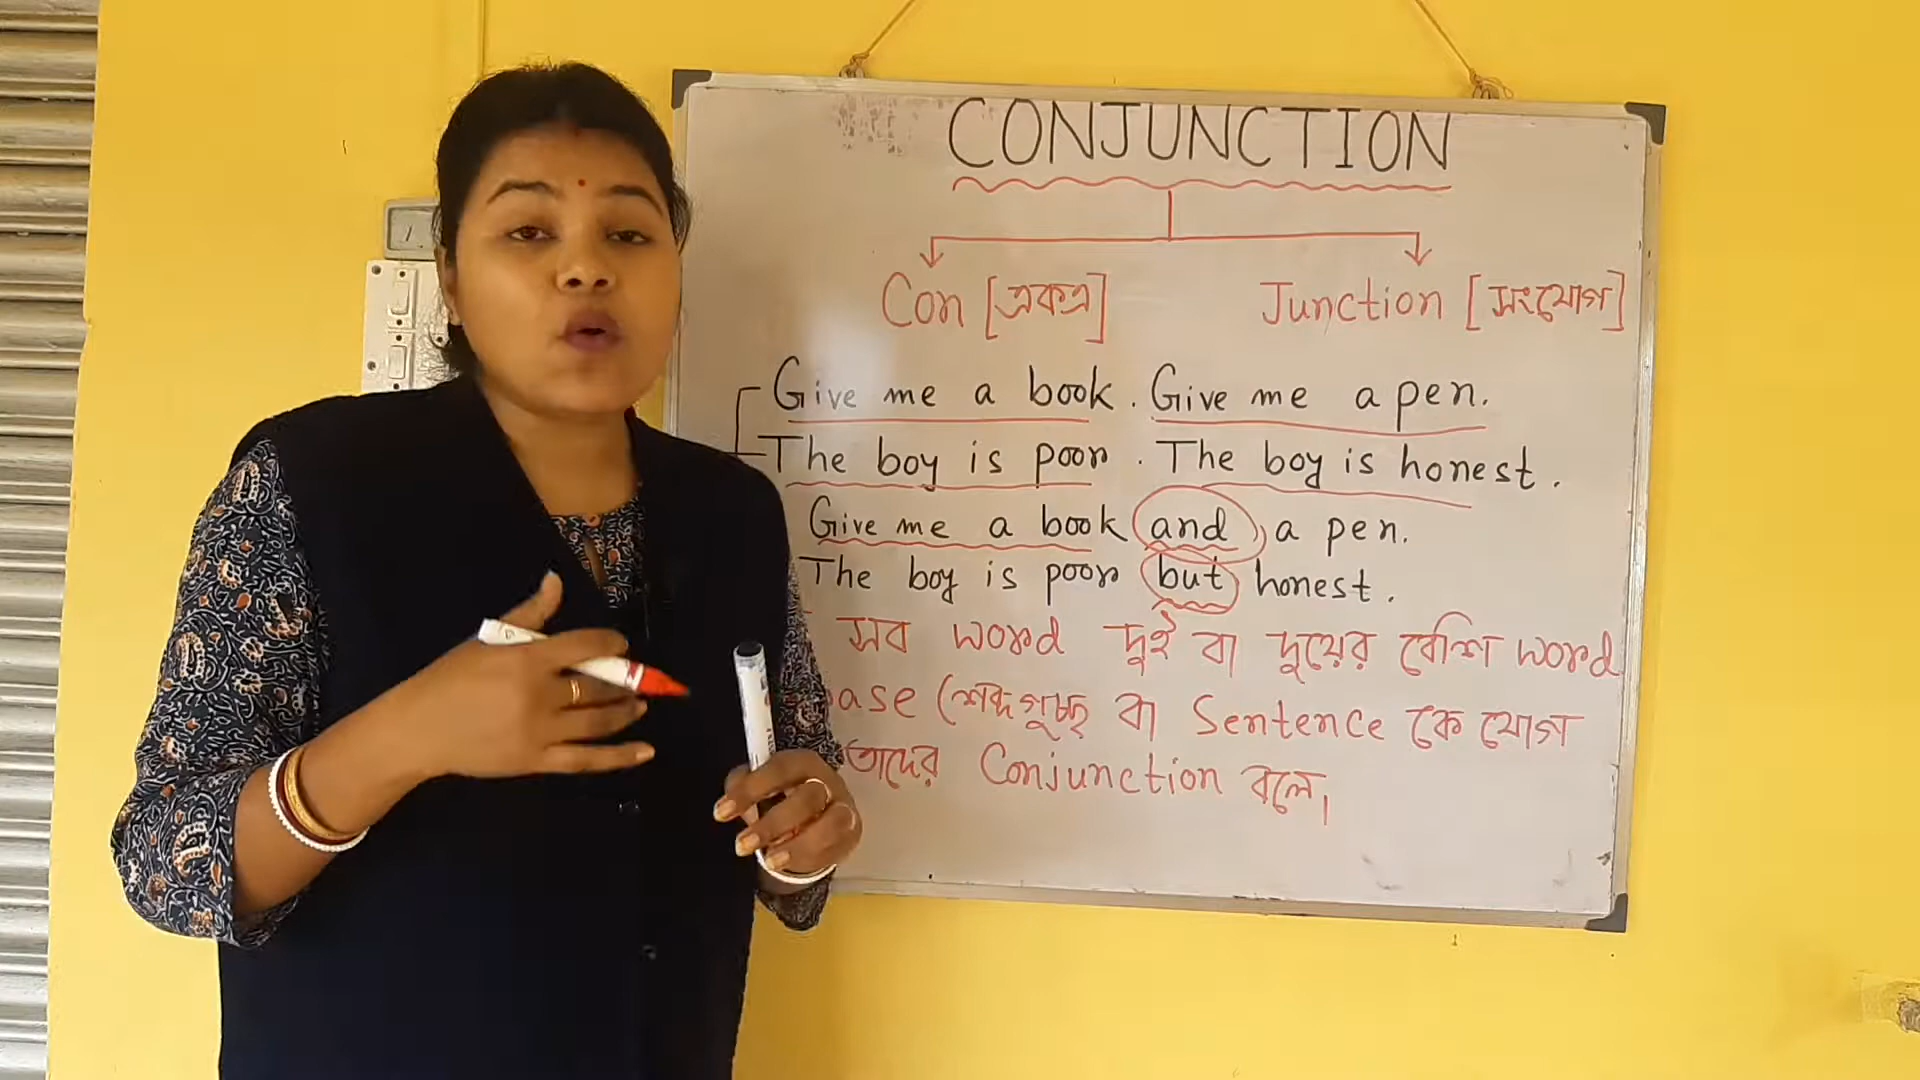 CONJUNCTION
Con [একত্র] Junction [সংযোগ]
Give me a book. Give me a pen.
The boy is poor. The boy is honest.
Give me a book and a pen.
The boy is poor but honest.
সব word দুই বা দুয়ের বেশি word
ase (শব্দগুচ্ছ বা Sentence কে যোগ
তাদের Conjunction বলে।